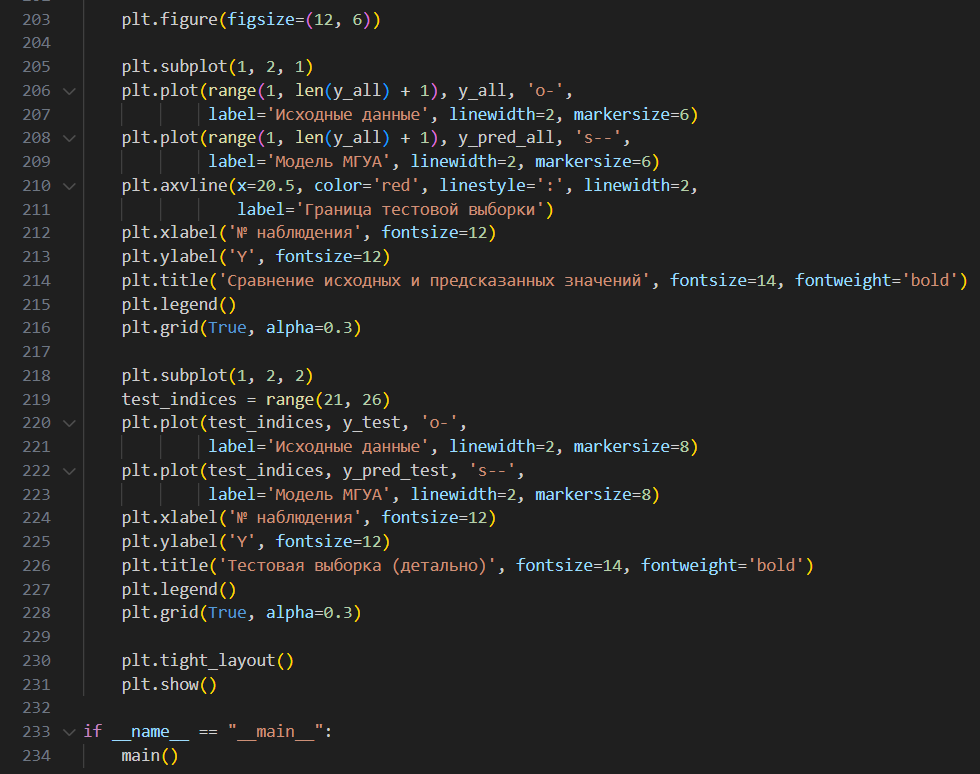 203 plt.figure(figsize=(12, 6))
204
205 plt.subplot(1, 2, 1)
206 plt.plot(range(1, len(y_all) + 1), y_all, 'o-',
207 label='Исходные данные', linewidth=2, markersize=6)
208 plt.plot(range(1, len(y_all) + 1), y_pred_all, 's--',
209 label='Модель МГУА', linewidth=2, markersize=6)
210 plt.axvline(x=20.5, color='red', linestyle=':', linewidth=2,
211 label='Граница тестовой выборки')
212 plt.xlabel('№ наблюдения', fontsize=12)
213 plt.ylabel('Y', fontsize=12)
214 plt.title('Сравнение исходных и предсказанных значений', fontsize=14, fontweight='bold')
215 plt.legend()
216 plt.grid(True, alpha=0.3)
217
218 plt.subplot(1, 2, 2)
219 test_indices = range(21, 26)
220 plt.plot(test_indices, y_test, 'o-',
221 label='Исходные данные', linewidth=2, markersize=8)
222 plt.plot(test_indices, y_pred_test, 's--',
223 label='Модель МГУА', linewidth=2, markersize=8)
224 plt.xlabel('№ наблюдения', fontsize=12)
225 plt.ylabel('Y', fontsize=12)
226 plt.title('Тестовая выборка (детально)', fontsize=14, fontweight='bold')
227 plt.legend()
228 plt.grid(True, alpha=0.3)
229
230 plt.tight_layout()
231 plt.show()
232
233 if __name__ == "__main__":
234 main()